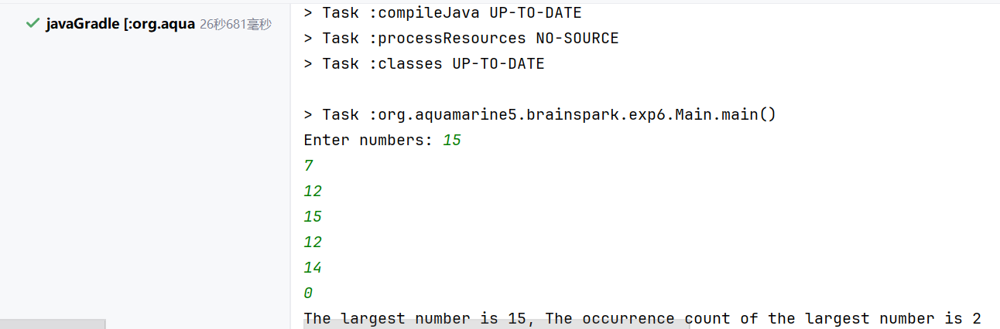 javaGradle [:org.aqua 26秒681毫秒
> Task :compileJava UP-TO-DATE
> Task :processResources NO-SOURCE
> Task :classes UP-TO-DATE
> Task :org.aquamarine5.brainspark.exp6.Main.main()
Enter numbers: 15
7
12
15
12
14
0
The largest number is 15, The occurrence count of the largest number is 2